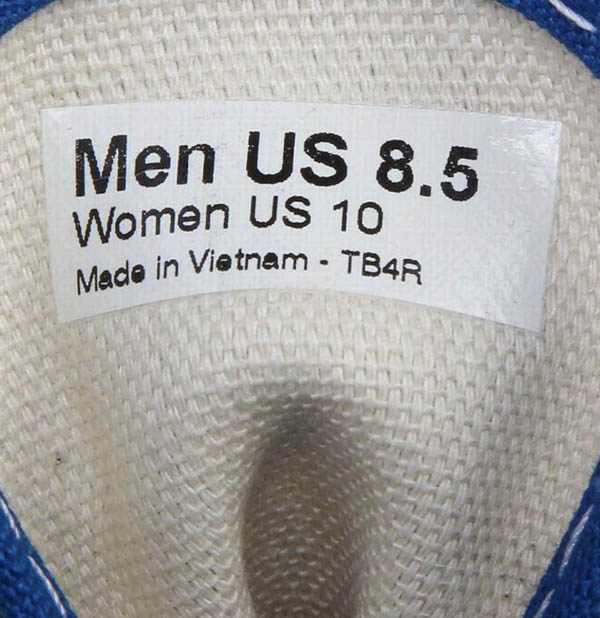 Men US 8.5
Women US 10
Made in Vietnam - TB4R